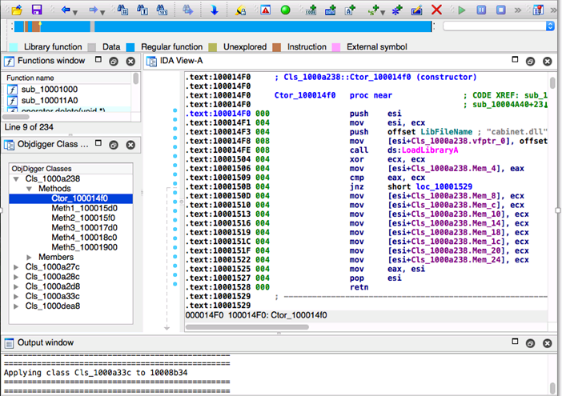 Library function Data Regular function Unexplored Instruction External symbol
Functions window
IDA View-A
Function name
sub_10001000
sub_100011A0
operator delete(void *)
Line 9 of 234
Objdigger Class ...
ObjDigger Classes
Cls_1000a238
Methods
Ctor_100014f0
Meth1_100015d0
Meth2_100015f0
Meth3_100017d0
Meth4_100018c0
Meth5_10001900
Members
Cls_1000a27c
Cls_1000a28c
Cls_1000a2d8
Cls_1000a33c
Cls_1000dea8
.text:100014F0 ; Cls_1000a238::Ctor_100014f0 (constructor)
.text:100014F0
.text:100014F0 Ctor_100014f0 proc near ; CODE XREF: sub_1
.text:100014F0 ; sub_10004A40+23↓
.text:100014F0 000 push esi
.text:100014F1 004 mov esi, ecx
.text:100014F3 004 push offset LibFileName ; "cabinet.dll"
.text:100014F8 008 mov [esi+Cls_1000a238.vfptr_0], offset
.text:100014FE 008 call ds:LoadLibraryA
.text:10001504 004 xor ecx, ecx
.text:10001506 004 mov [esi+Cls_1000a238.Mem_4], eax
.text:10001509 004 cmp eax, ecx
.text:1000150B 004 jnz short loc_10001529
.text:1000150D 004 mov [esi+Cls_1000a238.Mem_8], ecx
.text:10001510 004 mov [esi+Cls_1000a238.Mem_c], ecx
.text:10001513 004 mov [esi+Cls_1000a238.Mem_10], ecx
.text:10001516 004 mov [esi+Cls_1000a238.Mem_14], ecx
.text:10001519 004 mov [esi+Cls_1000a238.Mem_18], ecx
.text:1000151C 004 mov [esi+Cls_1000a238.Mem_1c], ecx
.text:1000151F 004 mov [esi+Cls_1000a238.Mem_20], ecx
.text:10001522 004 mov [esi+Cls_1000a238.Mem_24], ecx
.text:10001525 004 mov eax, esi
.text:10001527 004 pop esi
.text:10001528 000 retn
.text:10001529
.text:10001529 ; ----------------------------------------
000014F0 100014F0: Ctor_100014f0
Output window
==================================================
==================================================
Applying class Cls_1000a33c to 10008b34
==================================================
==================================================